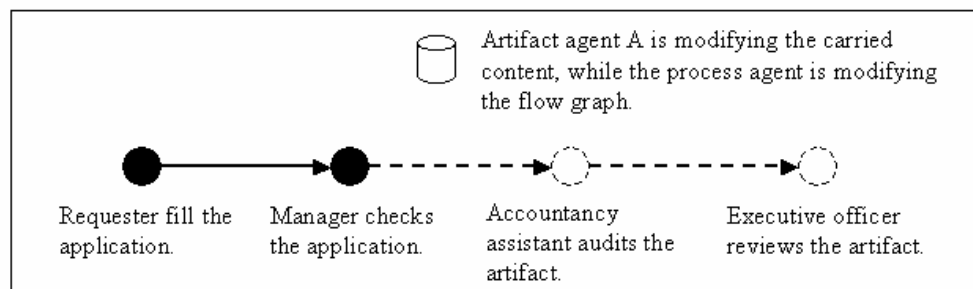 Artifact agent A is modifying the carried
content, while the process agent is modifying
the flow graph.
Requester fill the
application.
Manager checks
the application.
Accountancy
assistant audits the
artifact.
Executive officer
reviews the artifact.